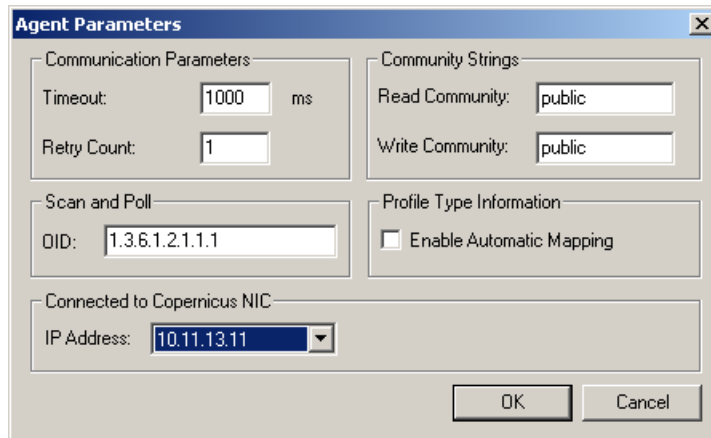 Agent Parameters
Communication Parameters
Timeout: 1000 ms
Retry Count: 1
Community Strings
Read Community: public
Write Community: public
Scan and Poll
OID: 1.3.6.1.2.1.1.1
Profile Type Information
Enable Automatic Mapping
Connected to Copernicus NIC
IP Address: 10.11.13.11
OK Cancel